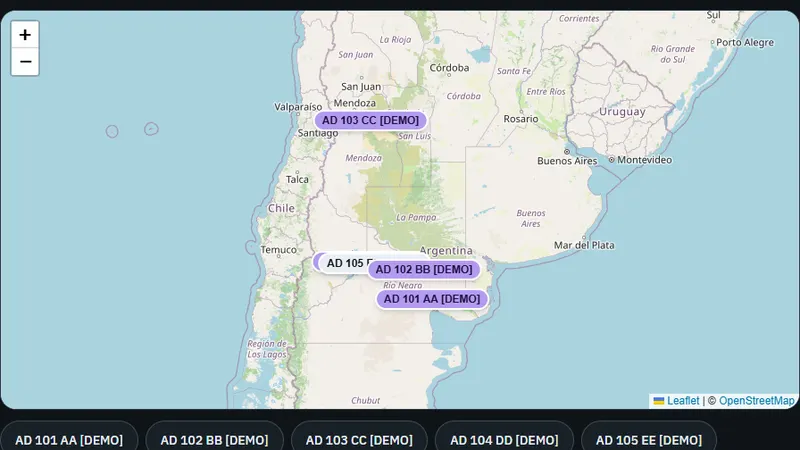 +
−
Corrientes
Sul
Porto Alegre
La Rioja
Rio Grande
do Sul
San Juan
Córdoba
Santa Fe
San Juan
Entre Ríos
Córdoba
Mendoza
Valparaíso
Rosario
Uruguay
AD 103 CC [DEMO]
Santiago
San Luis
Mendoza
Buenos Aires
Montevideo
Talca
Chile
La Pampa
Buenos
Aires
Mar del Plata
Temuco
Argentina
AD 105 E
AD 102 BB [DEMO]
Río Negro
AD 101 AA [DEMO]
Región de
Los Lagos
Chubut
Leaflet | © OpenStreetMap
AD 101 AA [DEMO]
AD 102 BB [DEMO]
AD 103 CC [DEMO]
AD 104 DD [DEMO]
AD 105 EE [DEMO]